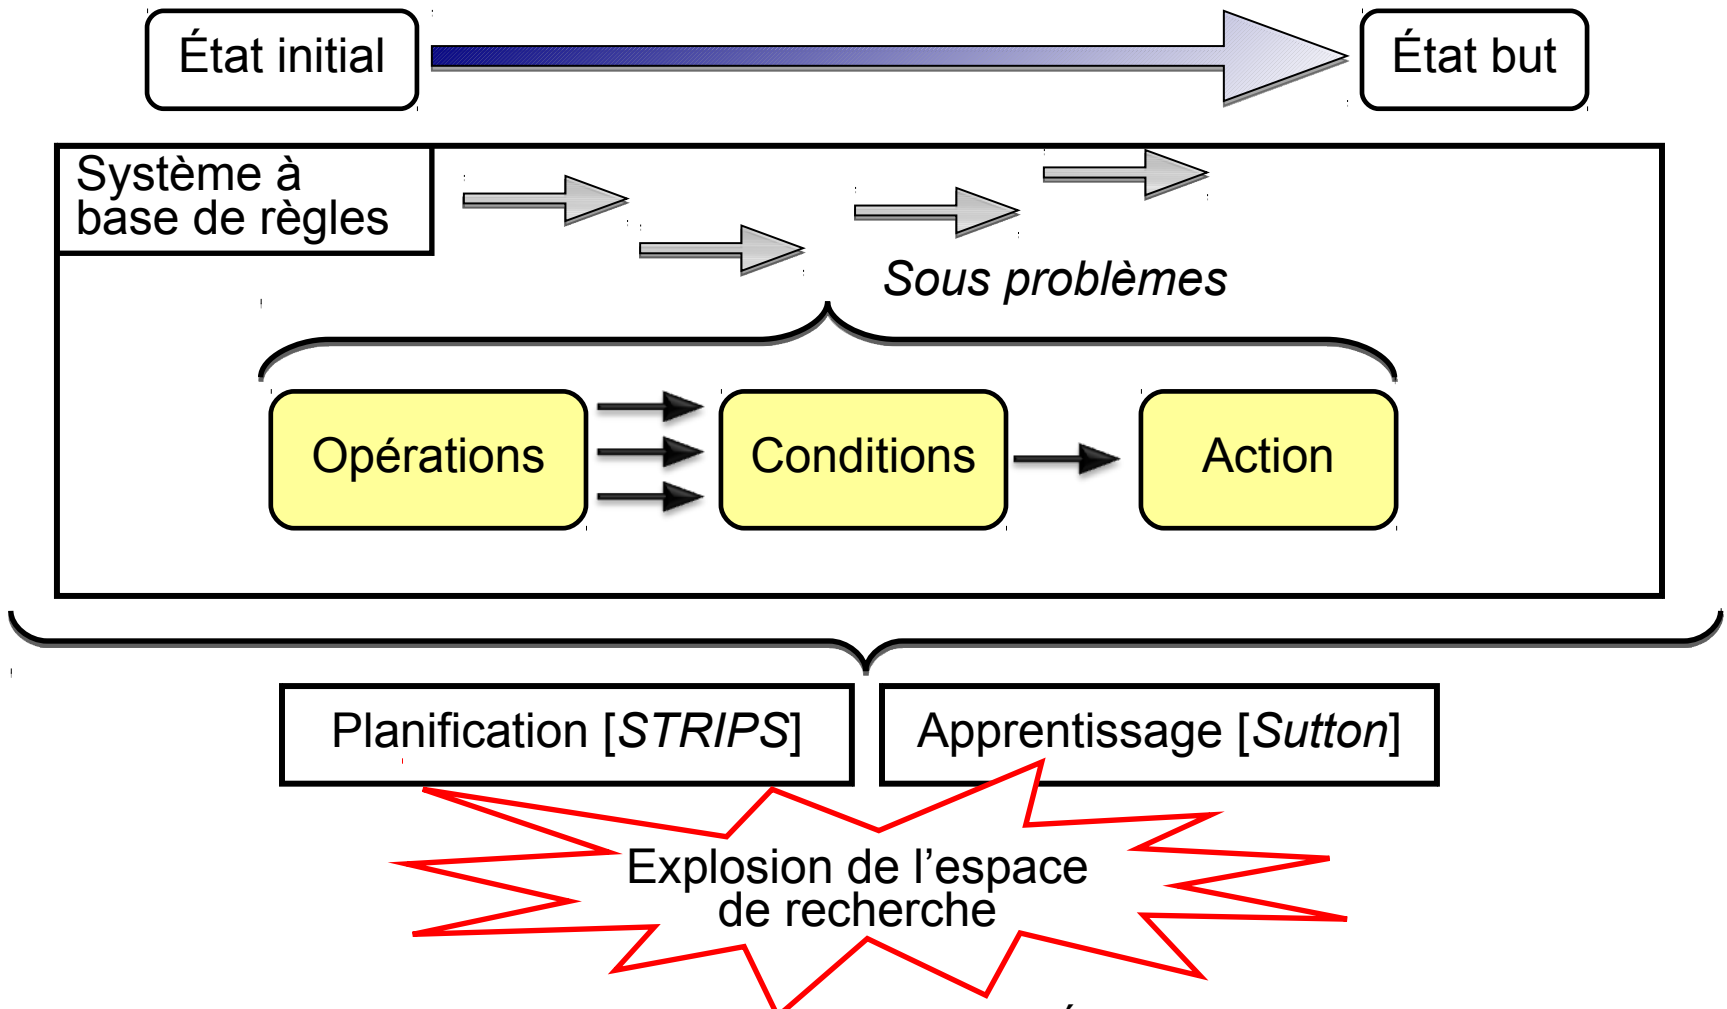 État initial
État but
Système à
base de règles
Sous problèmes
Opérations
Conditions
Action
Planification [STRIPS]
Apprentissage [Sutton]
Explosion de l’espace
de recherche